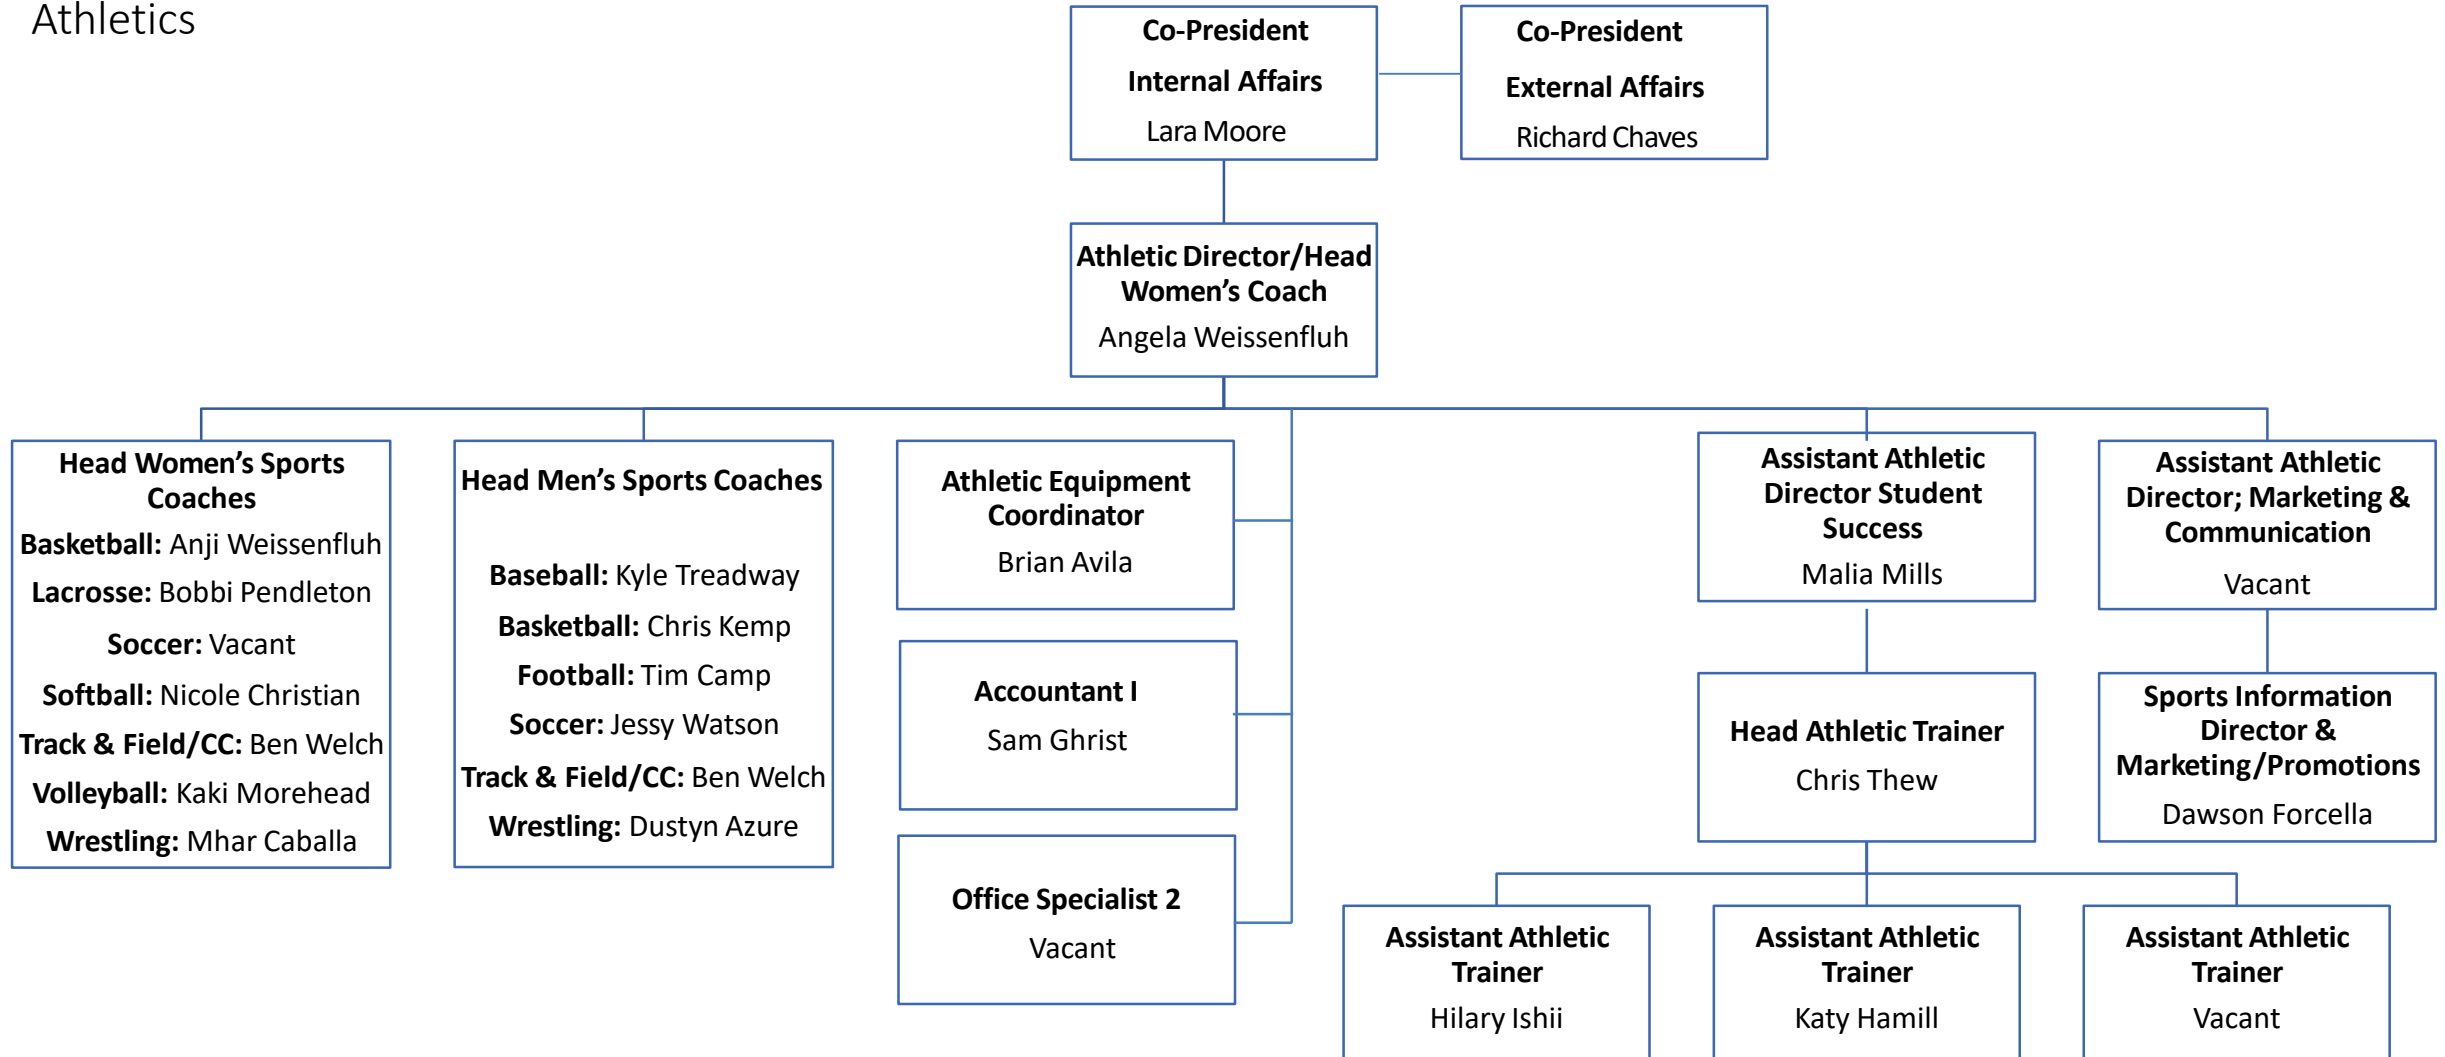 Athletics
Co-President
Internal Affairs
Lara Moore
Co-President
External Affairs
Richard Chaves
Athletic Director/Head
Women’s Coach
Angela Weissenfluh
Head Women’s Sports
Coaches
Basketball: Anji Weissenfluh
Lacrosse: Bobbi Pendleton
Soccer: Vacant
Softball: Nicole Christian
Track & Field/CC: Ben Welch
Volleyball: Kaki Morehead
Wrestling: Mhar Caballa
Head Men’s Sports Coaches
Baseball: Kyle Treadway
Basketball: Chris Kemp
Football: Tim Camp
Soccer: Jessy Watson
Track & Field/CC: Ben Welch
Wrestling: Dustyn Azure
Athletic Equipment
Coordinator
Brian Avila
Accountant I
Sam Ghrist
Office Specialist 2
Vacant
Assistant Athletic
Director Student
Success
Malia Mills
Head Athletic Trainer
Chris Thew
Assistant Athletic
Director; Marketing &
Communication
Vacant
Sports Information
Director &
Marketing/Promotions
Dawson Forcella
Assistant Athletic
Trainer
Hilary Ishii
Assistant Athletic
Trainer
Katy Hamill
Assistant Athletic
Trainer
Vacant